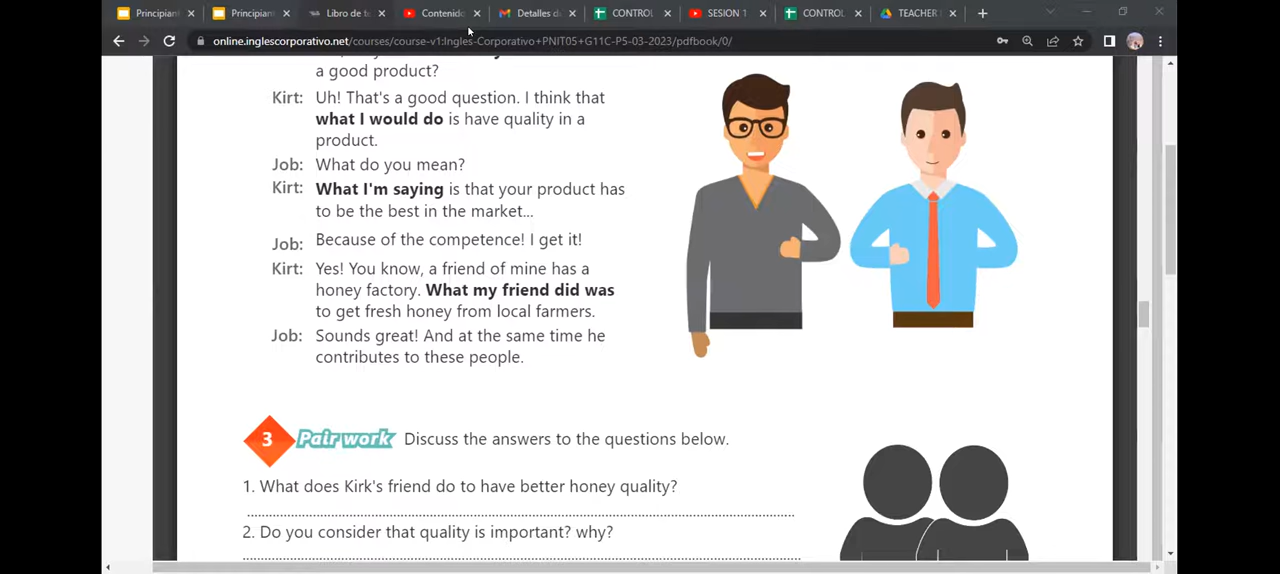 Principian
Principian
Libro de te
Contenido
Detalles de
CONTROL
SESION 1
CONTROL
TEACHER
online.inglescorporativo.net/courses/course-v1:Ingles-Corporativo+PNIT05+G11C-P5-03-2023/pdfbook/0/
a good product?
Kirt: Uh! That's a good question. I think that
what I would do is have quality in a
product.
Job: What do you mean?
Kirt: What I'm saying is that your product has
to be the best in the market...
Job: Because of the competence! I get it!
Kirt: Yes! You know, a friend of mine has a
honey factory. What my friend did was
to get fresh honey from local farmers.
Job: Sounds great! And at the same time he
contributes to these people.
3 Pair work Discuss the answers to the questions below.
1. What does Kirk's friend do to have better honey quality?
2. Do you consider that quality is important? why?